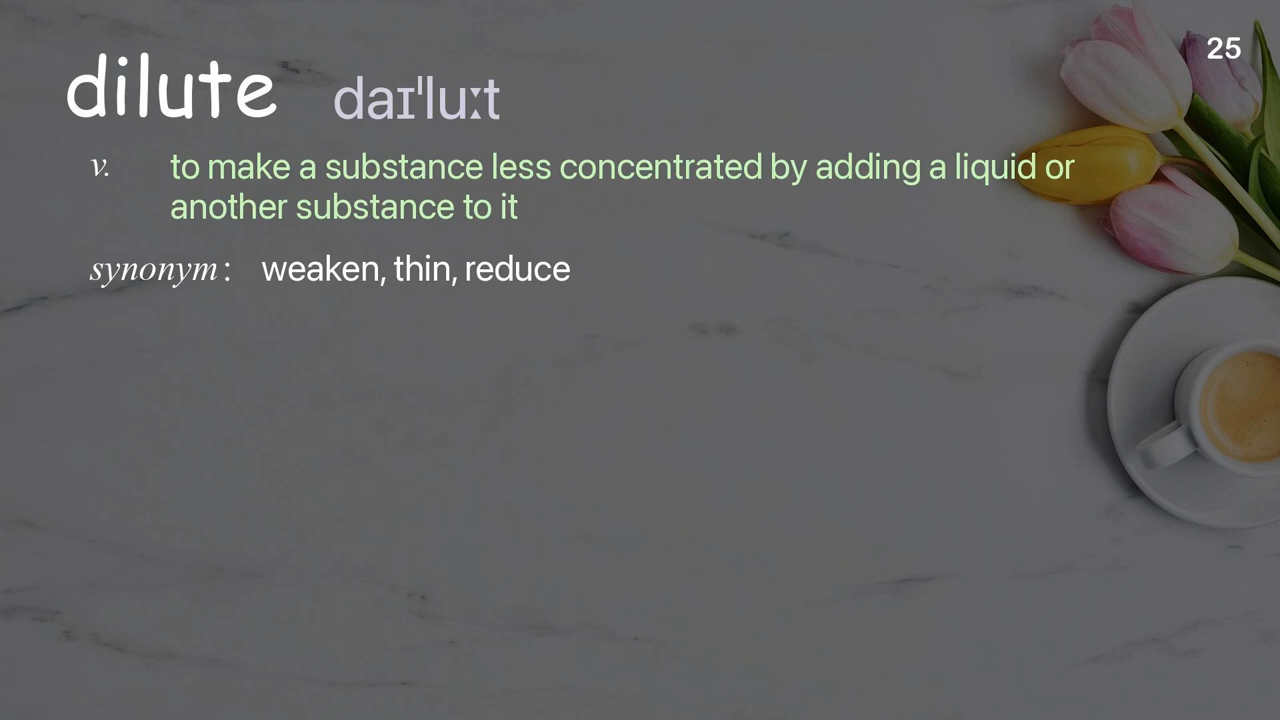 25
dilute daɪˈluːt
v. to make a substance less concentrated by adding a liquid or
another substance to it
synonym: weaken, thin, reduce